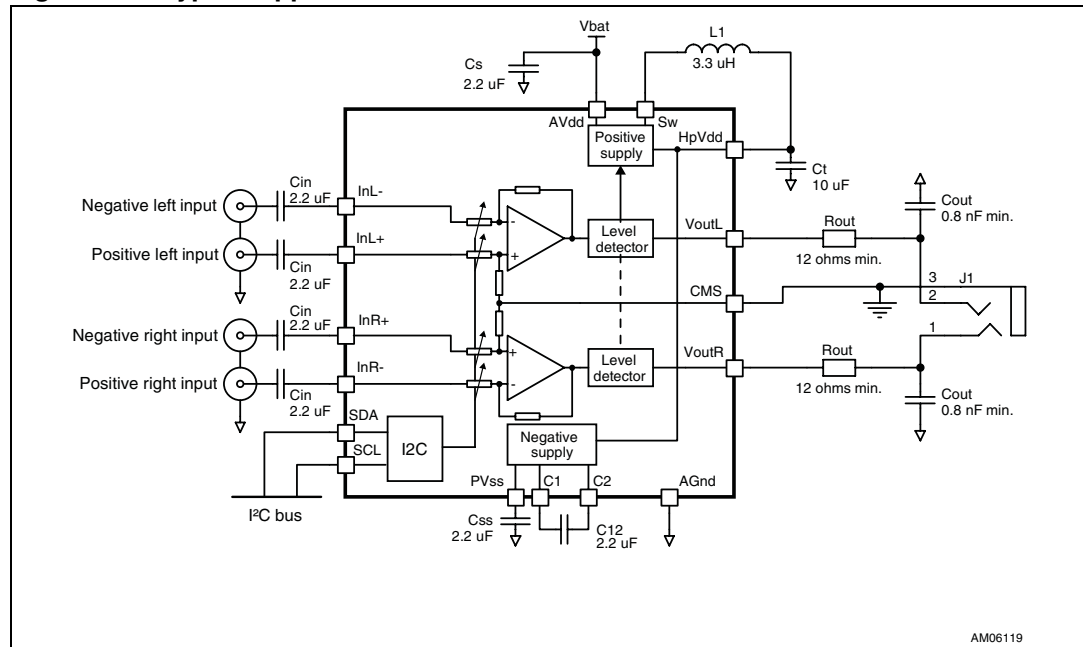 Vbat
L1
3.3 uH
Cs
2.2 uF
AVdd
Sw
Positive
supply
HpVdd
Ct
10 uF
Cin
2.2 uF
InL-
Negative left input
Cout
0.8 nF min.
Level
detector
VoutL
Rout
12 ohms min.
Positive left input
InL+
Cin
2.2 uF
-
+
CMS
3
J1
2
1
Cin
2.2 uF
InR+
Negative right input
+
-
Level
detector
VoutR
Rout
12 ohms min.
Positive right input
InR-
Cin
2.2 uF
Cout
0.8 nF min.
SDA
SCL
I2C
Negative
supply
PVss
C1
C2
AGnd
I²C bus
Css
2.2 uF
C12
2.2 uF
AM06119